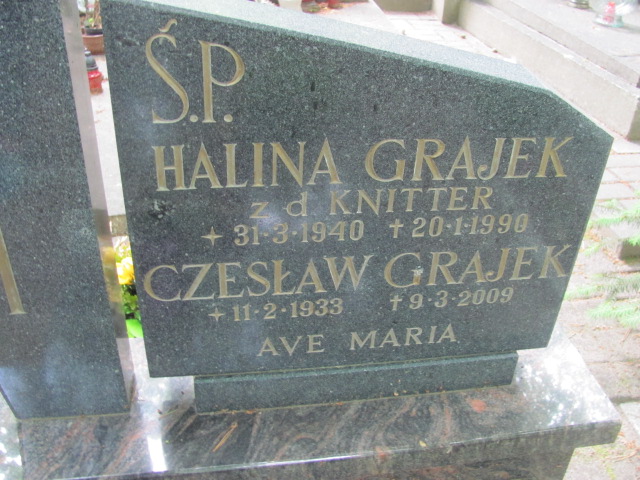 Ś.P.
HALINA GRAJEK
z d KNITTER
+31·3·1940 +20·1·1990
CZESŁAW GRAJEK
+11·2·1933 +9·3·2009
AVE MARIA